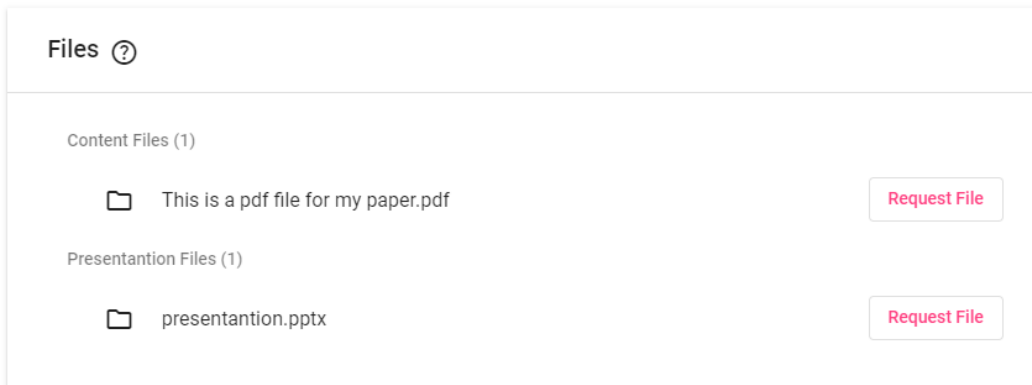 Files
Content Files (1)
This is a pdf file for my paper.pdf
Request File
Presentantion Files (1)
presentantion.pptx
Request File